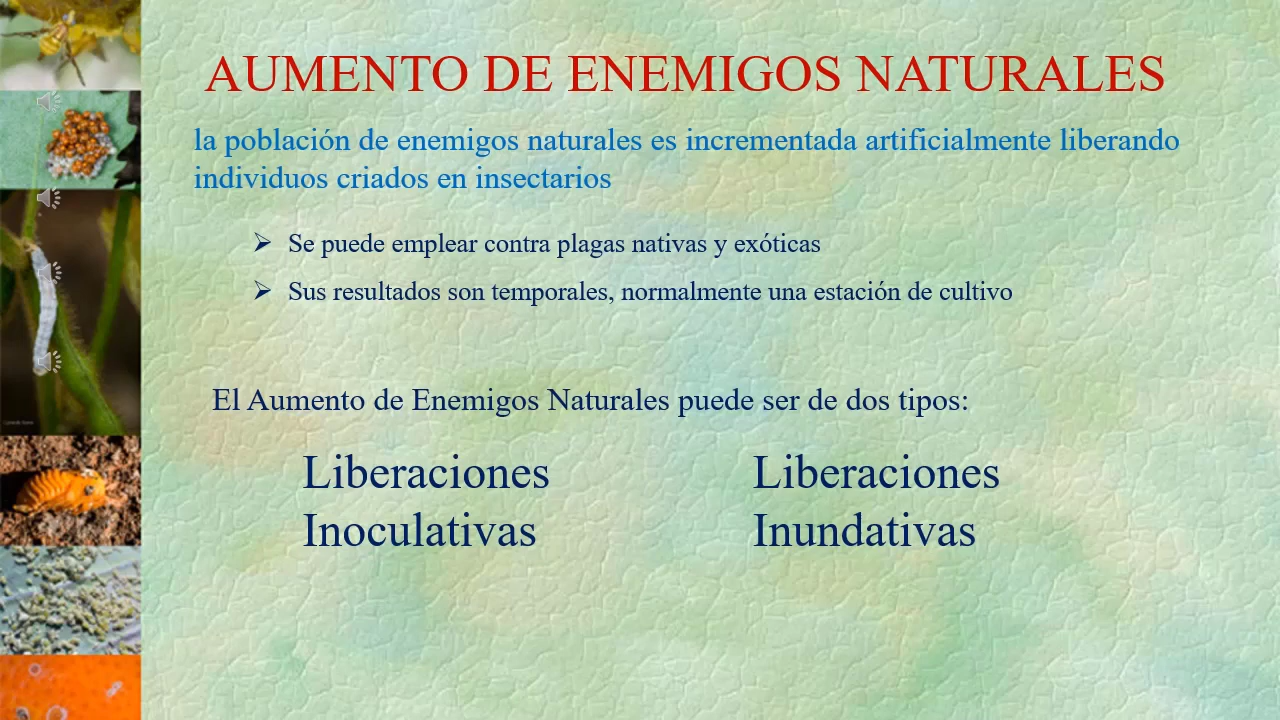 AUMENTO DE ENEMIGOS NATURALES
la población de enemigos naturales es incrementada artificialmente liberando
individuos criados en insectarios
Se puede emplear contra plagas nativas y exóticas
Sus resultados son temporales, normalmente una estación de cultivo
El Aumento de Enemigos Naturales puede ser de dos tipos:
Liberaciones
Inoculativas
Liberaciones
Inundativas